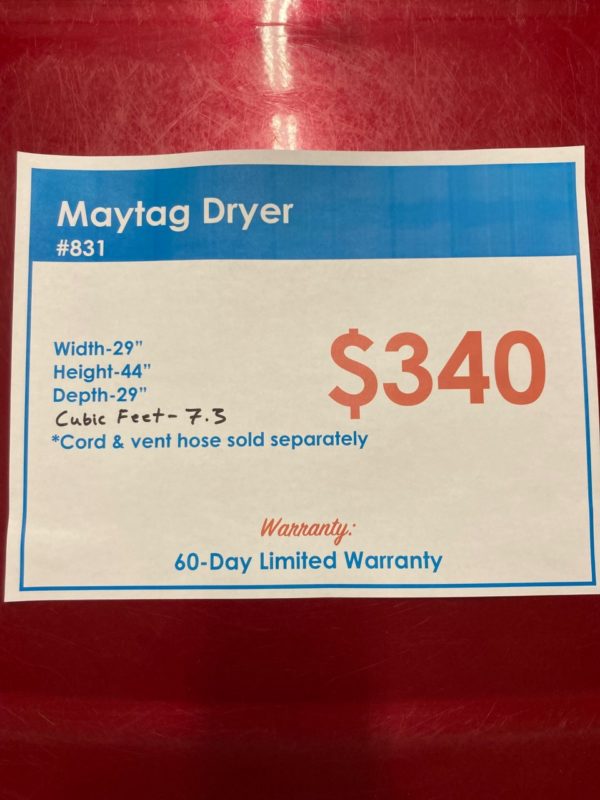 Maytag Dryer
#831
Width-29"
Height-44"
Depth-29"
Cubic Feet- 7.3
*Cord & vent hose sold separately
$340
Warranty:
60-Day Limited Warranty